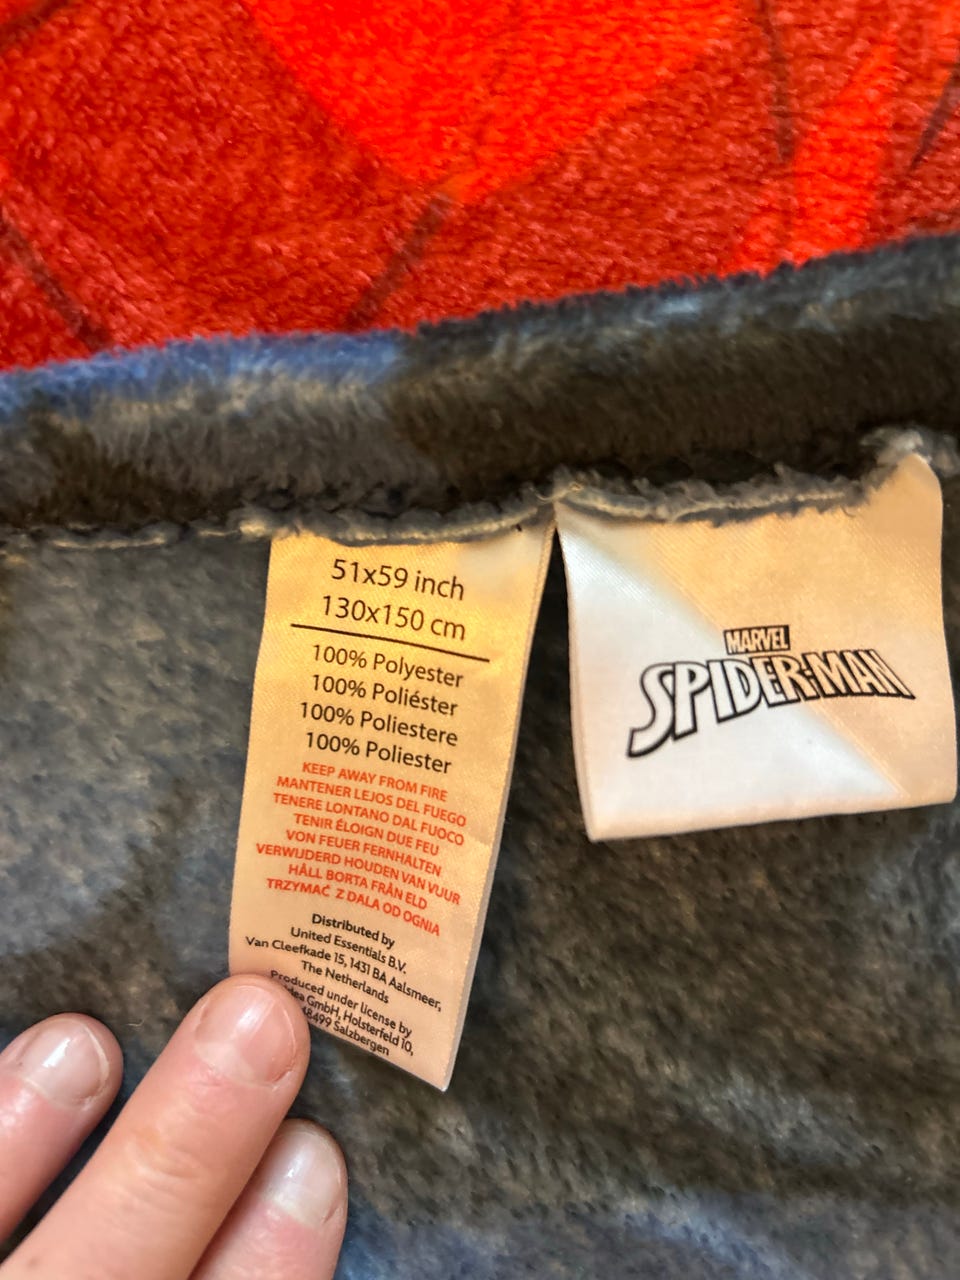 51x59 inch
130x150 cm
100% Polyester
100% Poliéster
100% Poliestere
100% Poliester
KEEP AWAY FROM FIRE
MANTENER LEJOS DEL FUEGO
TENERE LONTANO DAL FUOCO
TENIR ÉLOIGN DUE FEU
VON FEUER FERNHALTEN
VERWIJDERD HOUDEN VAN VUUR
HÅLL BORTA FRÅN ELD
TRZYMAĆ Z DALA OD OGNIA
Distributed by
United Essentials B.V.
Van Cleefkade 15, 1431 BA Aalsmeer,
The Netherlands
Produced under license by
GmbH, Holsterfeld 10,
48499 Salzbergen
MARVEL
SPIDER-MAN